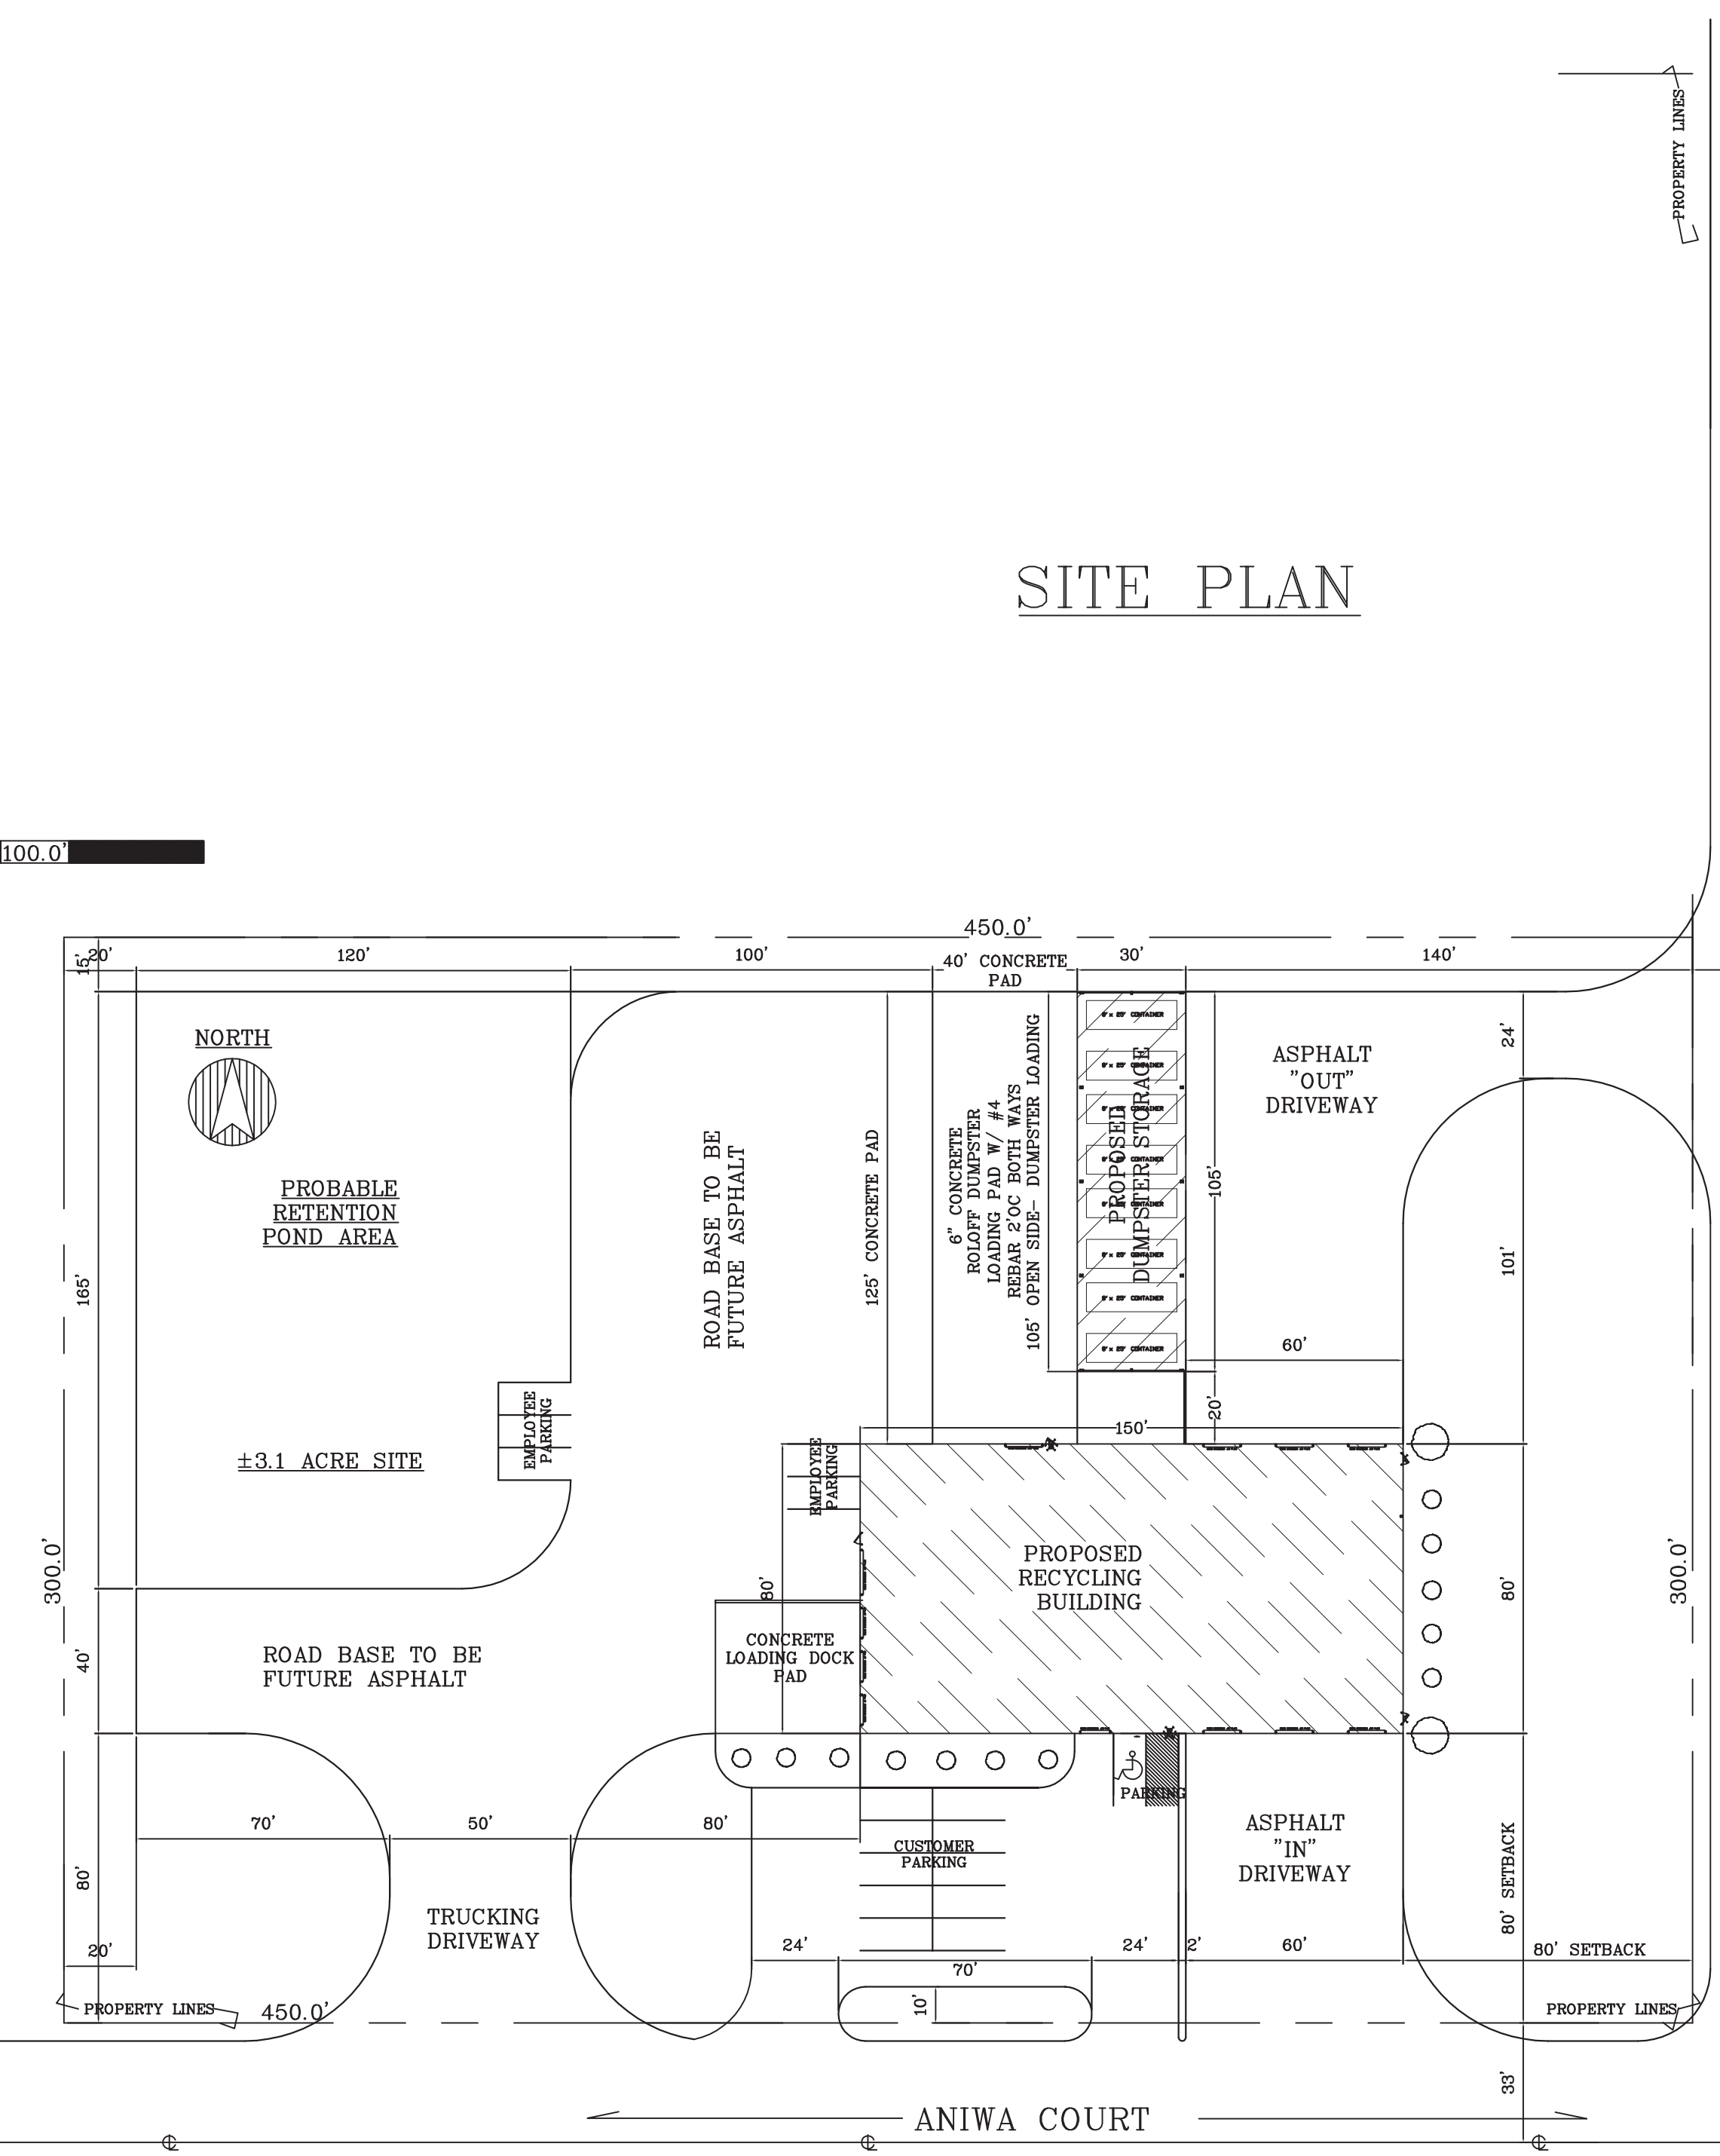 PROPERTY LINES
SITE PLAN
100.0'
450.0'
15'
20'
120'
100'
40' CONCRETE
PAD
30'
140'
NORTH
PROBABLE
RETENTION
POND AREA
165'
ROAD BASE TO BE
FUTURE ASPHALT
125' CONCRETE PAD
6" CONCRETE
ROLOFF DUMPSTER
LOADING PAD W/ #4
REBAR 2'OC BOTH WAYS
105' OPEN SIDE- DUMPSTER LOADING
PROPOSED
DUMPSTER STORAGE
105'
ASPHALT
"OUT"
DRIVEWAY
24'
101'
60'
20'
150'
EMPLOYEE
PARKING
±3.1 ACRE SITE
EMPLOYEE
PARKING
300.0'
80'
PROPOSED
RECYCLING
BUILDING
80'
300.0'
40'
ROAD BASE TO BE
FUTURE ASPHALT
CONCRETE
LOADING DOCK
PAD
PARKING
70'
50'
80'
CUSTOMER
PARKING
ASPHALT
"IN"
DRIVEWAY
80' SETBACK
80'
TRUCKING
DRIVEWAY
20'
24'
70'
24'
2'
60'
80' SETBACK
10'
PROPERTY LINES
450.0'
PROPERTY LINES
33'
ANIWA COURT